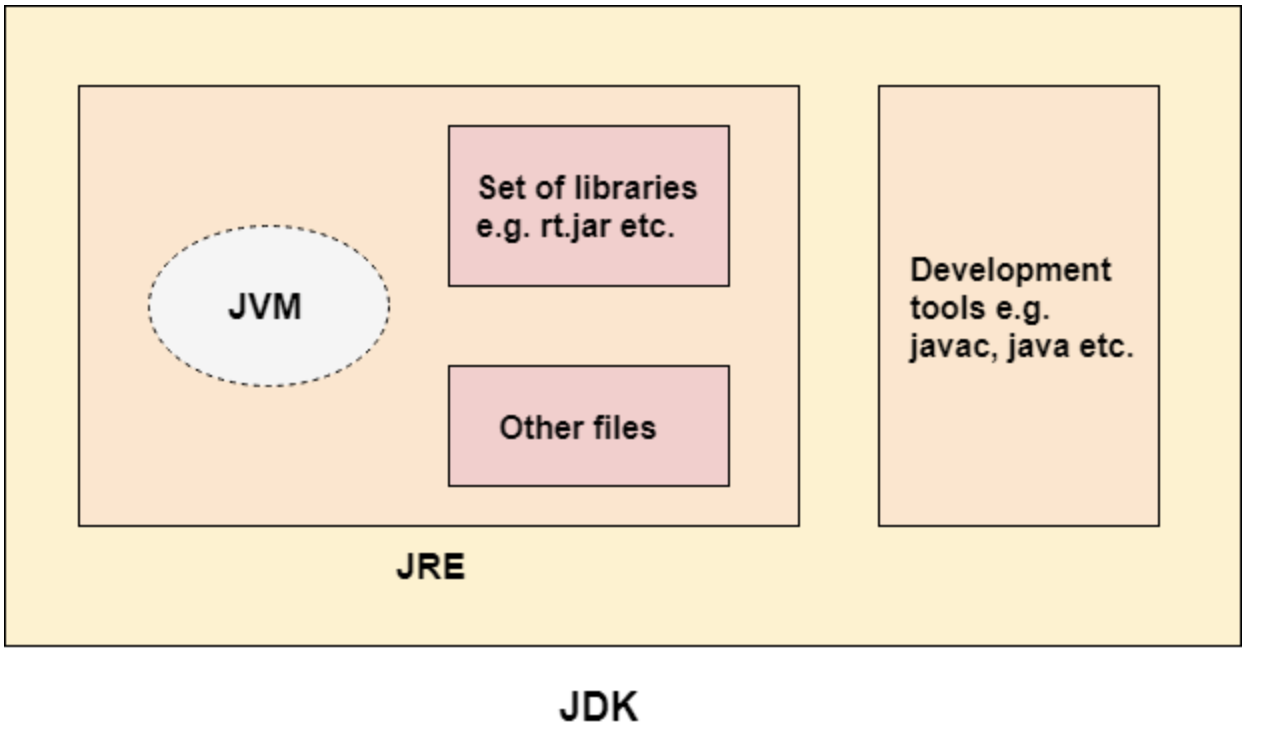 Set of libraries
e.g. rt.jar etc.
JVM
Other files
Development
tools e.g.
javac, java etc.
JRE
JDK